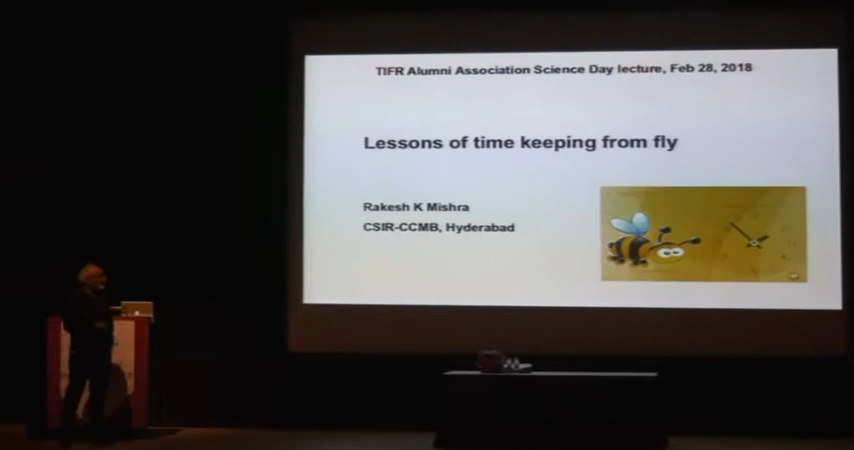 TIFR Alumni Association Science Day lecture, Feb 28, 2018
Lessons of time keeping from fly
Rakesh K Mishra
CSIR-CCMB, Hyderabad